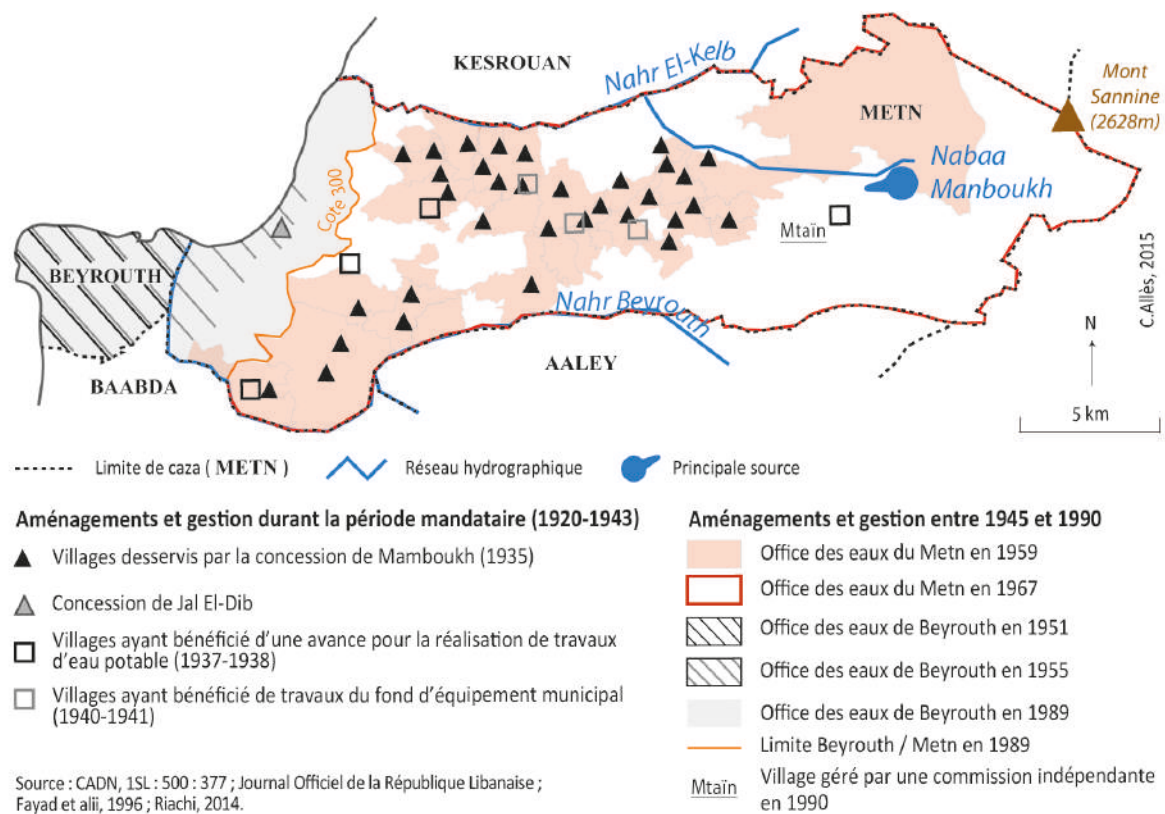 KESROUAN
Nahr El-Kelb
METN
Mont
Sannine
(2628m)
Nabaa
Manboukh
Cote 300
Mtaïn
BEYROUTH
Nahr Beyrouth
BAABDA
AALEY
C.Allès, 2015
N
5 km
Limite de caza ( METN )
Réseau hydrographique
Principale source
Aménagements et gestion durant la période mandataire (1920-1943)
Villages desservis par la concession de Mamboukh (1935)
Concession de Jal El-Dib
Villages ayant bénéficié d'une avance pour la réalisation de travaux
d'eau potable (1937-1938)
Villages ayant bénéficié de travaux du fond d'équipement municipal
(1940-1941)
Source : CADN, 1SL : 500 : 377 ; Journal Officiel de la République Libanaise ;
Fayad et alii, 1996 ; Riachi, 2014.
Aménagements et gestion entre 1945 et 1990
Office des eaux du Metn en 1959
Office des eaux du Metn en 1967
Office des eaux de Beyrouth en 1951
Office des eaux de Beyrouth en 1955
Office des eaux de Beyrouth en 1989
Limite Beyrouth / Metn en 1989
Mtaïn Village géré par une commission indépendante
en 1990